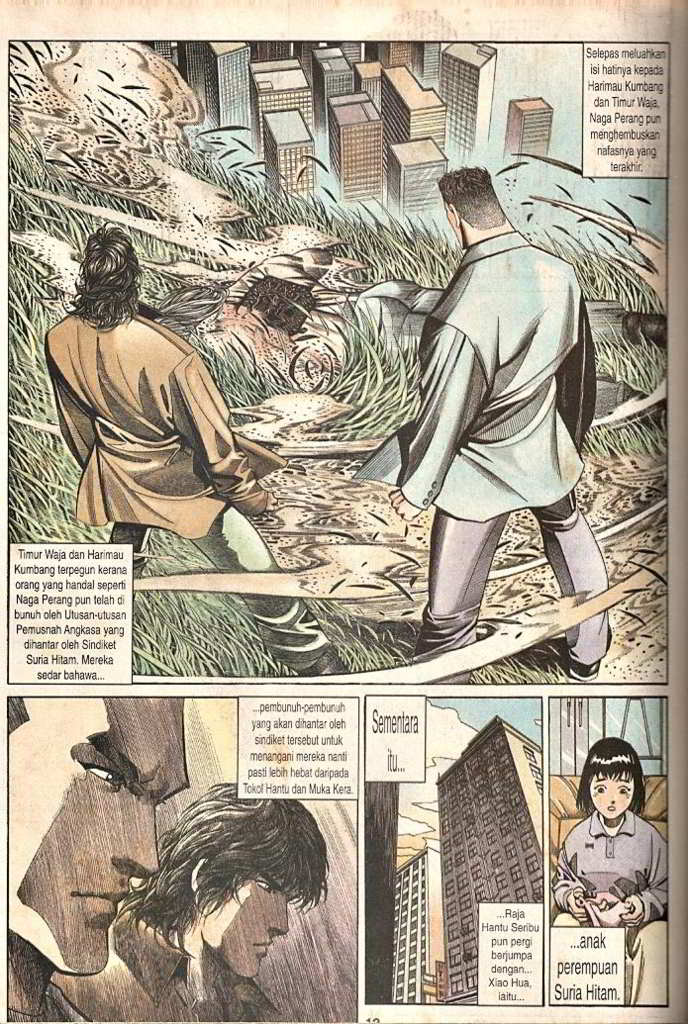 Selepas meluahkan
isi hatinya kepada
Harimau Kumbang
dan Timur Waja,
Naga Perang pun
menghembuskan
nafasnya yang
terakhir.
Timur Waja dan Harimau
Kumbang terpegun kerana
orang yang handal seperti
Naga Perang pun telah di
bunuh oleh Utusan-utusan
Pemusnah Angkasa yang
dihantar oleh Sindiket
Suria Hitam. Mereka
sedar bahawa...
...pembunuh-pembunuh
yang akan dihantar oleh
sindiket tersebut untuk
menangani mereka nanti
pasti lebih hebat daripada
Tokol Hantu dan Muka Kera.
Sementara
itu...
...Raja
Hantu Seribu
pun pergi
berjumpa
dengan...
Xiao Hua,
iaitu...
...anak
perempuan
Suria Hitam.